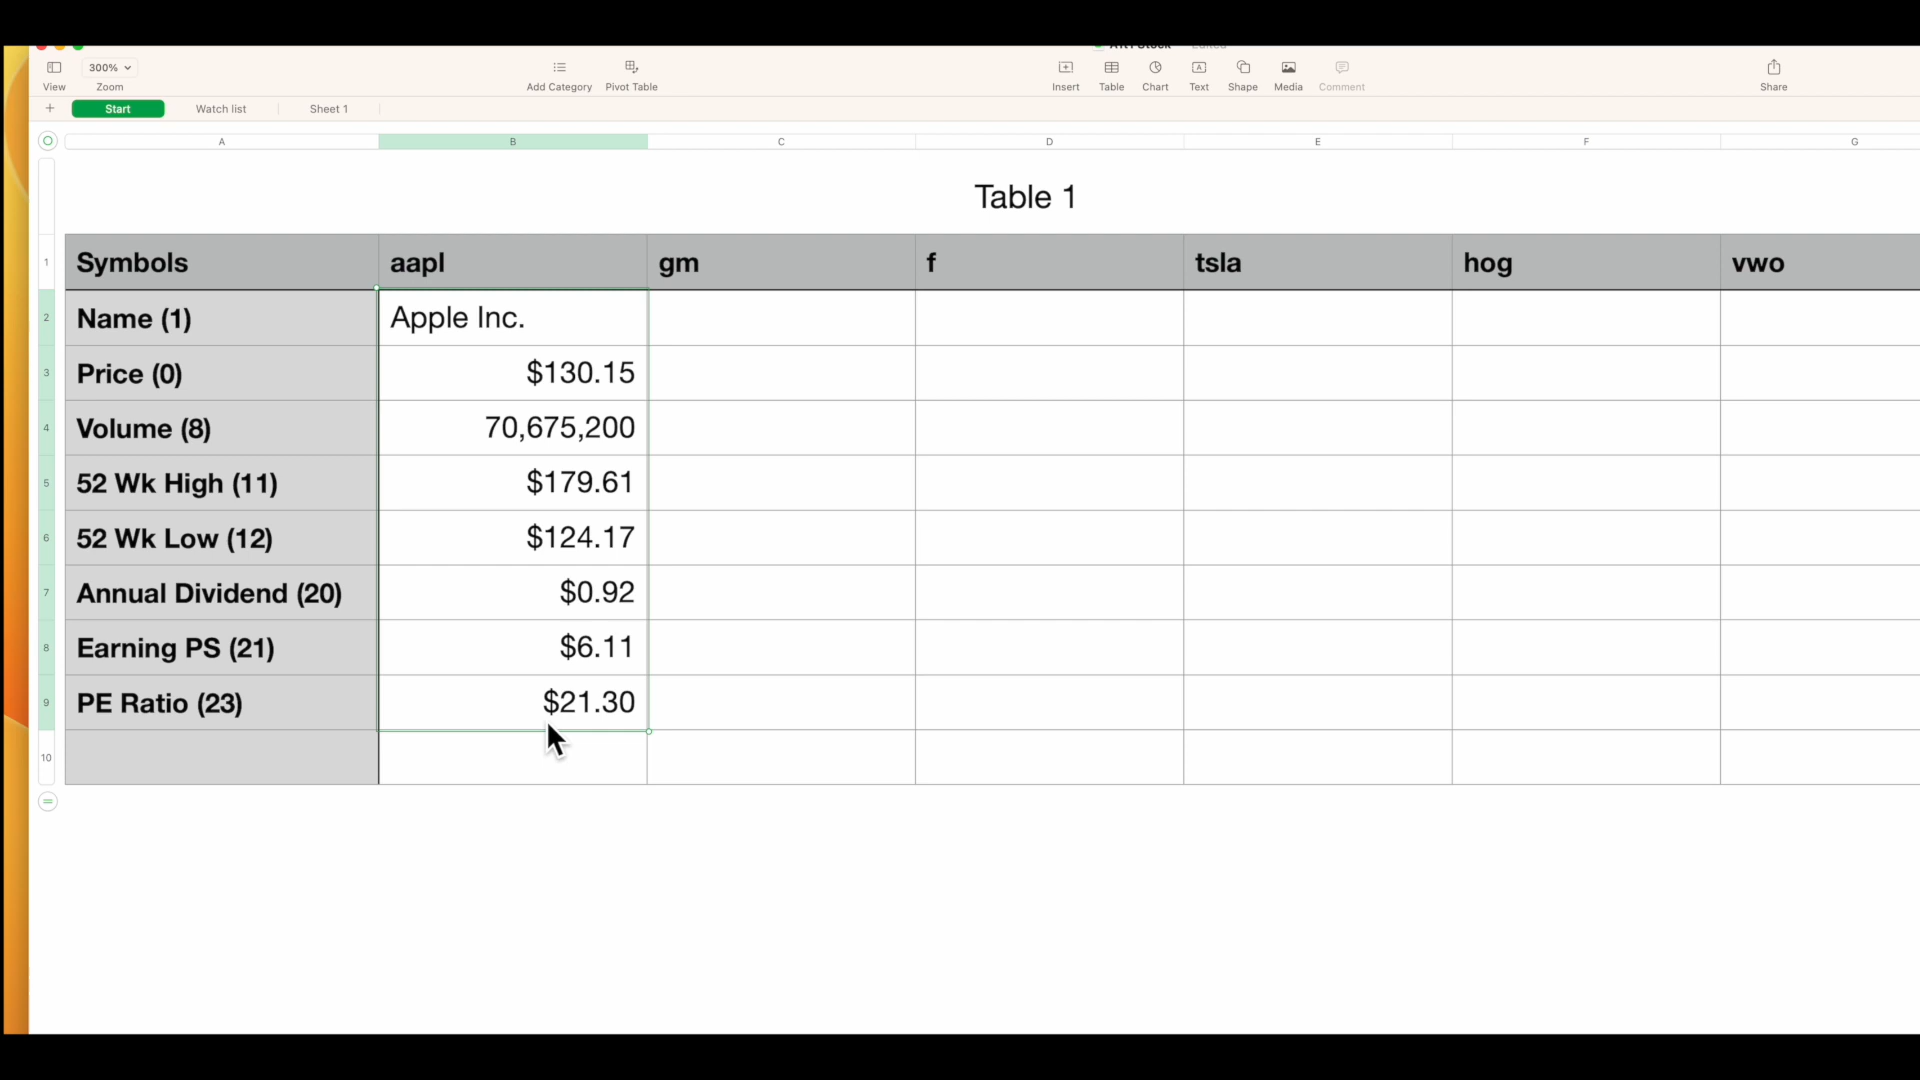 300%
View Zoom Add Category Pivot Table Insert Table Chart Text Shape Media Comment Share
Start Watch list Sheet 1
A B C D E F G
Table 1
1 Symbols aapl gm f tsla hog vwo
2 Name (1) Apple Inc.
3 Price (0) $130.15
4 Volume (8) 70,675,200
5 52 Wk High (11) $179.61
6 52 Wk Low (12) $124.17
7 Annual Dividend (20) $0.92
8 Earning PS (21) $6.11
9 PE Ratio (23) $21.30
10